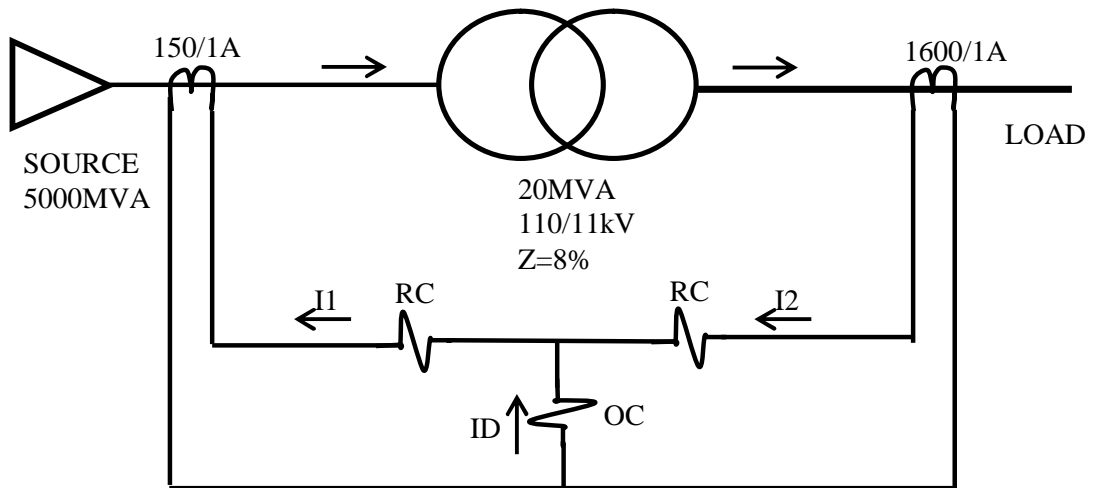 150/1A
1600/1A
SOURCE
5000MVA
LOAD
20MVA
110/11kV
Z=8%
I1
RC
RC
I2
ID
OC